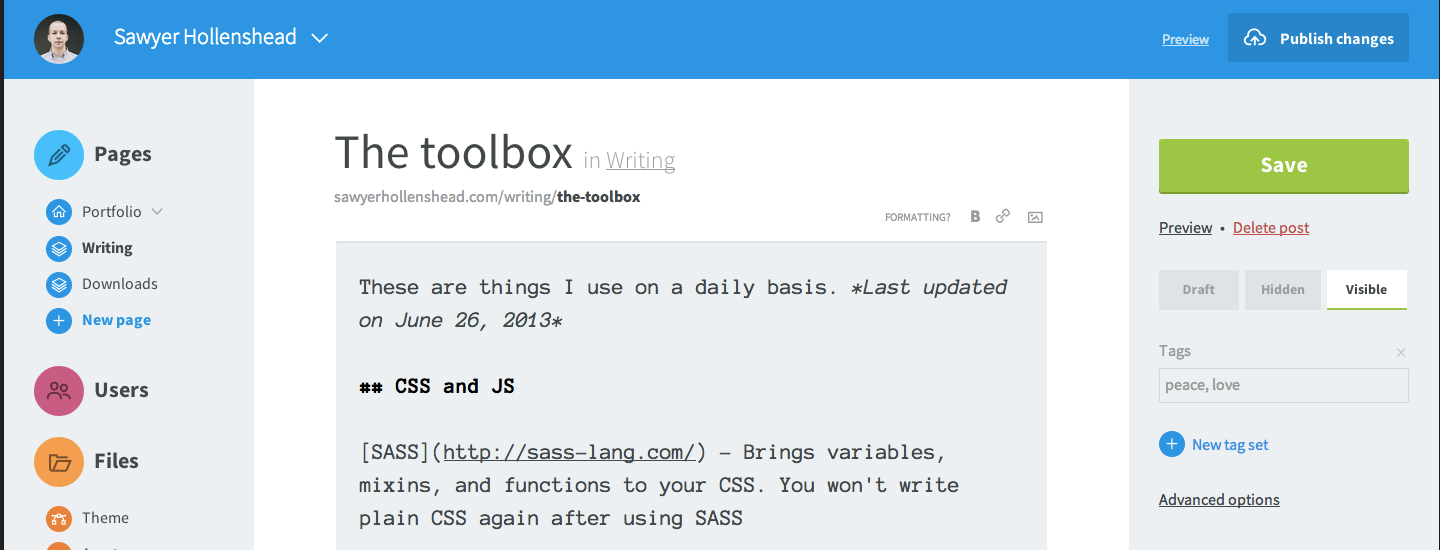 Sawyer Hollenshead
Preview
Publish changes
Pages
Portfolio
Writing
Downloads
New page
Users
Files
Theme
The toolbox in Writing
sawyerhollenshead.com/writing/the-toolbox
FORMATTING? B
These are things I use on a daily basis. *Last updated
on June 26, 2013*
## CSS and JS
[SASS](http://sass-lang.com/) – Brings variables,
mixins, and functions to your CSS. You won't write
plain CSS again after using SASS
Save
Preview • Delete post
Draft Hidden Visible
Tags ×
peace, love
New tag set
Advanced options